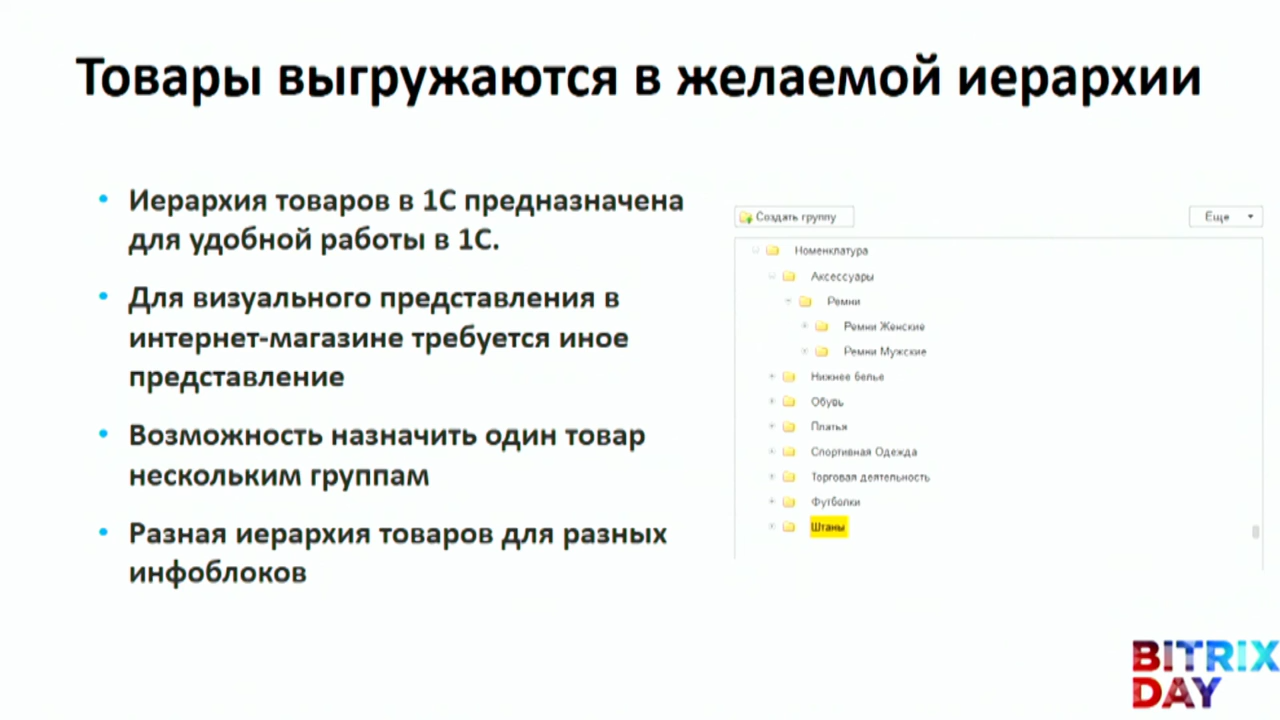 Товары выгружаются в желаемой иерархии
Иерархия товаров в 1С предназначена
для удобной работы в 1С.
Для визуального представления в
интернет-магазине требуется иное
представление
Возможность назначить один товар
нескольким группам
Разная иерархия товаров для разных
инфоблоков
Создать группу
Еще
Номенклатура
Аксессуары
Ремни
Ремни Женские
Ремни Мужские
Нижнее белье
Обувь
Платья
Спортивная Одежда
Торговая деятельность
Футболки
Штаны
BITRIX
DAY